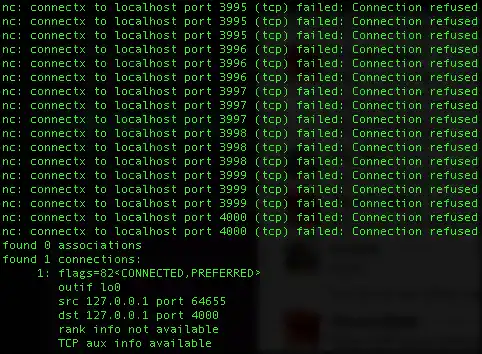 nc: connectx to localhost port 3995 (tcp) failed: Connection refused
nc: connectx to localhost port 3995 (tcp) failed: Connection refused
nc: connectx to localhost port 3995 (tcp) failed: Connection refused
nc: connectx to localhost port 3996 (tcp) failed: Connection refused
nc: connectx to localhost port 3996 (tcp) failed: Connection refused
nc: connectx to localhost port 3996 (tcp) failed: Connection refused
nc: connectx to localhost port 3997 (tcp) failed: Connection refused
nc: connectx to localhost port 3997 (tcp) failed: Connection refused
nc: connectx to localhost port 3997 (tcp) failed: Connection refused
nc: connectx to localhost port 3998 (tcp) failed: Connection refused
nc: connectx to localhost port 3998 (tcp) failed: Connection refused
nc: connectx to localhost port 3998 (tcp) failed: Connection refused
nc: connectx to localhost port 3999 (tcp) failed: Connection refused
nc: connectx to localhost port 3999 (tcp) failed: Connection refused
nc: connectx to localhost port 3999 (tcp) failed: Connection refused
nc: connectx to localhost port 4000 (tcp) failed: Connection refused
nc: connectx to localhost port 4000 (tcp) failed: Connection refused
found 0 associations
found 1 connections:
1: flags=82<CONNECTED,PREFERRED>
outif lo0
src 127.0.0.1 port 64655
dst 127.0.0.1 port 4000
rank info not available
TCP aux info available